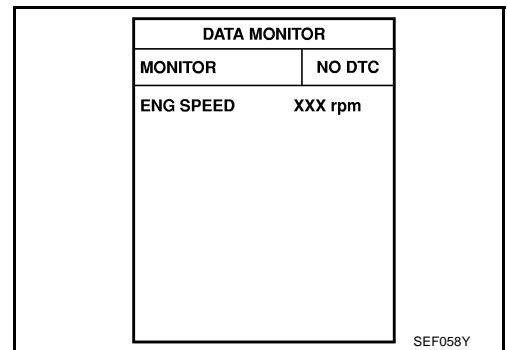 DATA MONITOR
MONITOR NO DTC
ENG SPEED XXX rpm
SEF058Y